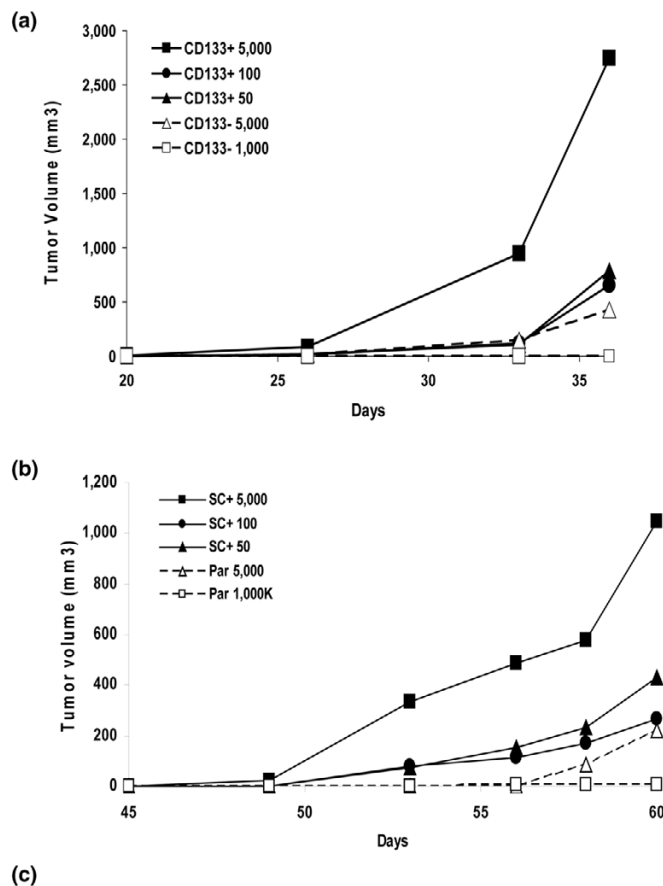 (a)
3,000
2,500
2,000
1,500
1,000
500
0
Tumor Volume (mm3)
CD133+ 5,000
CD133+ 100
CD133+ 50
CD133- 5,000
CD133- 1,000
20 25 30 35
Days
(b)
1,200
1,000
800
600
400
200
0
Tumor volume (mm3)
SC+ 5,000
SC+ 100
SC+ 50
Par 5,000
Par 1,000K
45 50 55 60
Days
(c)